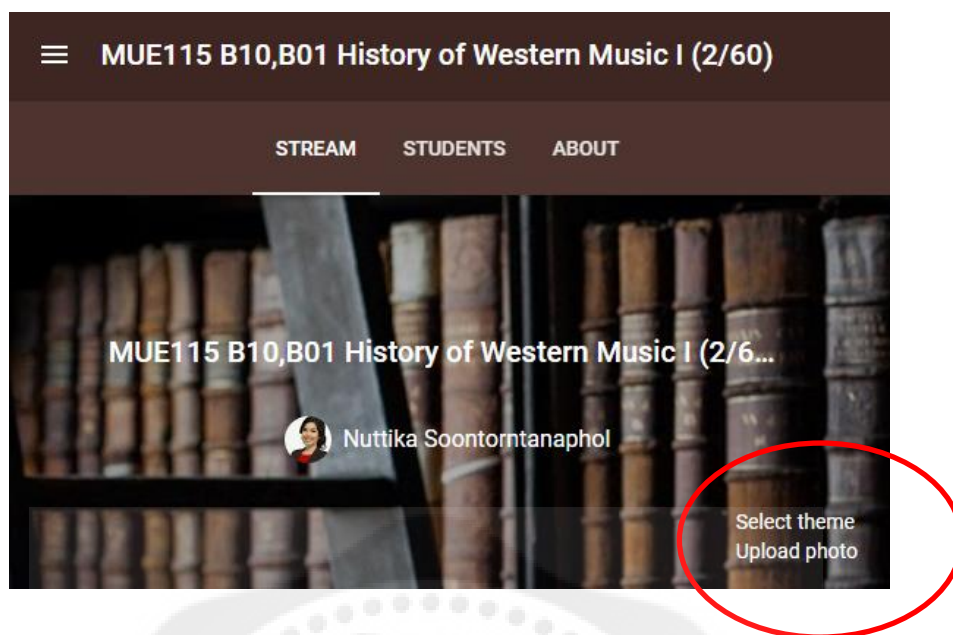 MUE115 B10,B01 History of Western Music I (2/60)
STREAM STUDENTS ABOUT
MUE115 B10,B01 History of Western Music I (2/6...
Nuttika Soontorntanaphol
Select theme
Upload photo